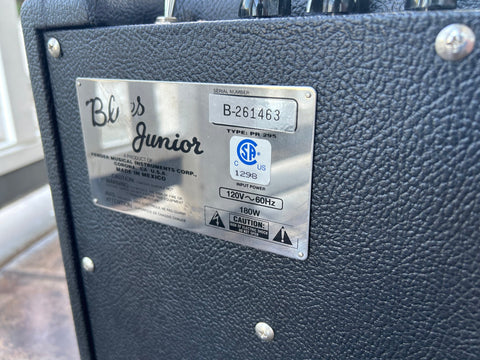 SERIAL NUMBER
B-261463
Blues
Junior
TYPE: PR 295
CSA
C US
1298
A PRODUCT OF
FENDER MUSICAL INSTRUMENTS CORP.,
CORONA, CA. U.S.A
MADE IN MEXICO
INPUT POWER
120V~60Hz
180W
CAUTION: